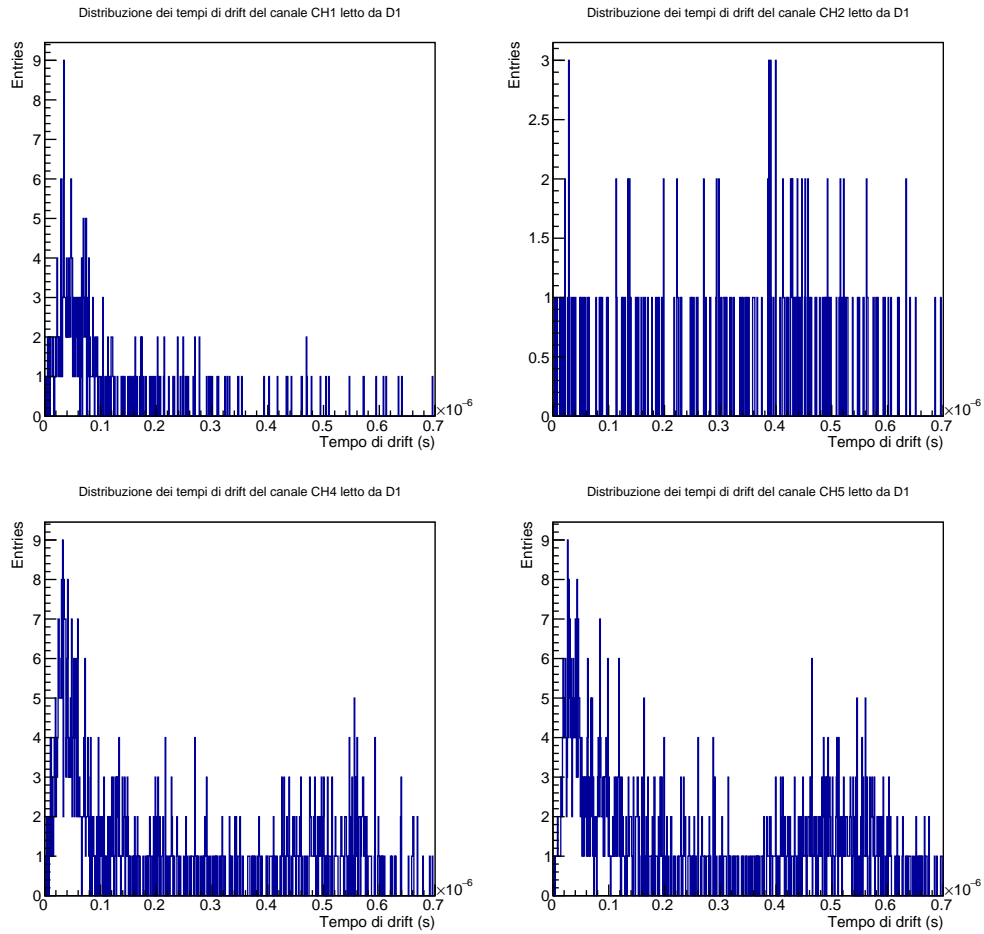 Distribuzione dei tempi di drift del canale CH1 letto da D1
Entries
9
8
7
6
5
4
3
2
1
0
0 0.1 0.2 0.3 0.4 0.5 0.6 0.7
×10⁻⁶
Tempo di drift (s)
Distribuzione dei tempi di drift del canale CH2 letto da D1
Entries
3
2.5
2
1.5
1
0.5
0
0 0.1 0.2 0.3 0.4 0.5 0.6 0.7
×10⁻⁶
Tempo di drift (s)
Distribuzione dei tempi di drift del canale CH4 letto da D1
Entries
9
8
7
6
5
4
3
2
1
0
0 0.1 0.2 0.3 0.4 0.5 0.6 0.7
×10⁻⁶
Tempo di drift (s)
Distribuzione dei tempi di drift del canale CH5 letto da D1
Entries
9
8
7
6
5
4
3
2
1
0
0 0.1 0.2 0.3 0.4 0.5 0.6 0.7
×10⁻⁶
Tempo di drift (s)